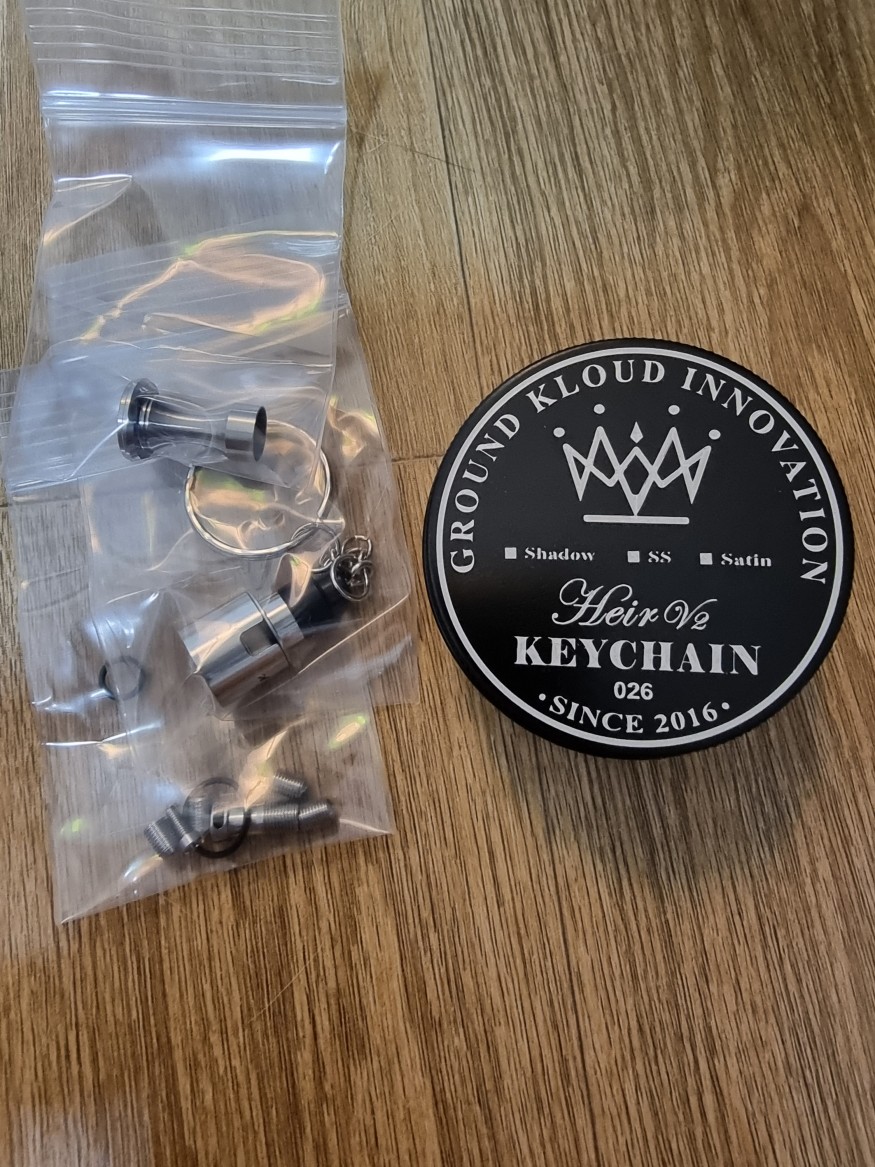 GROUND KLOUD INNOVATION
Shadow SS Satin
Heir V2
KEYCHAIN
026
•SINCE 2016•